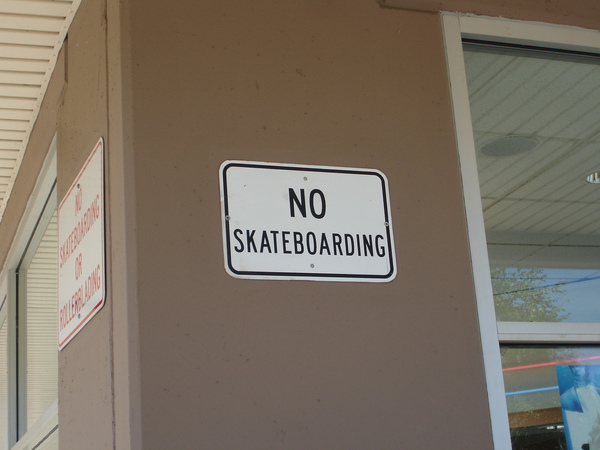 NO
SKATEBOARDING
OR
ROLLERBLADING
NO
SKATEBOARDING